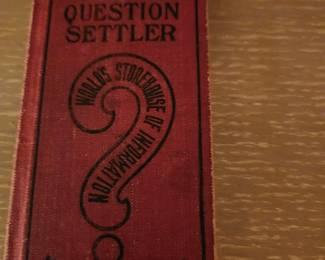 QUESTION
SETTLER
WORLD'S STOREHOUSE OF INFORMATION